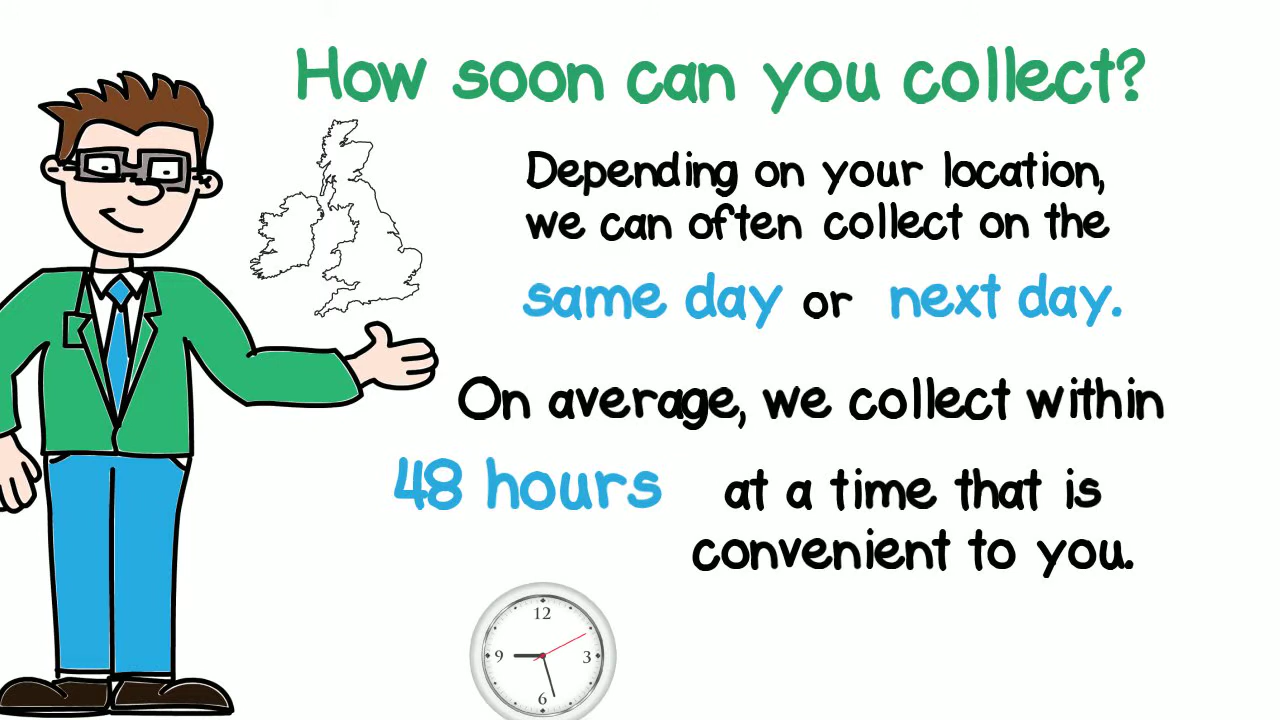 How soon can you collect?
Depending on your location,
we can often collect on the
same day or next day.
On average, we collect within
48 hours at a time that is
convenient to you.
12
9 3
6